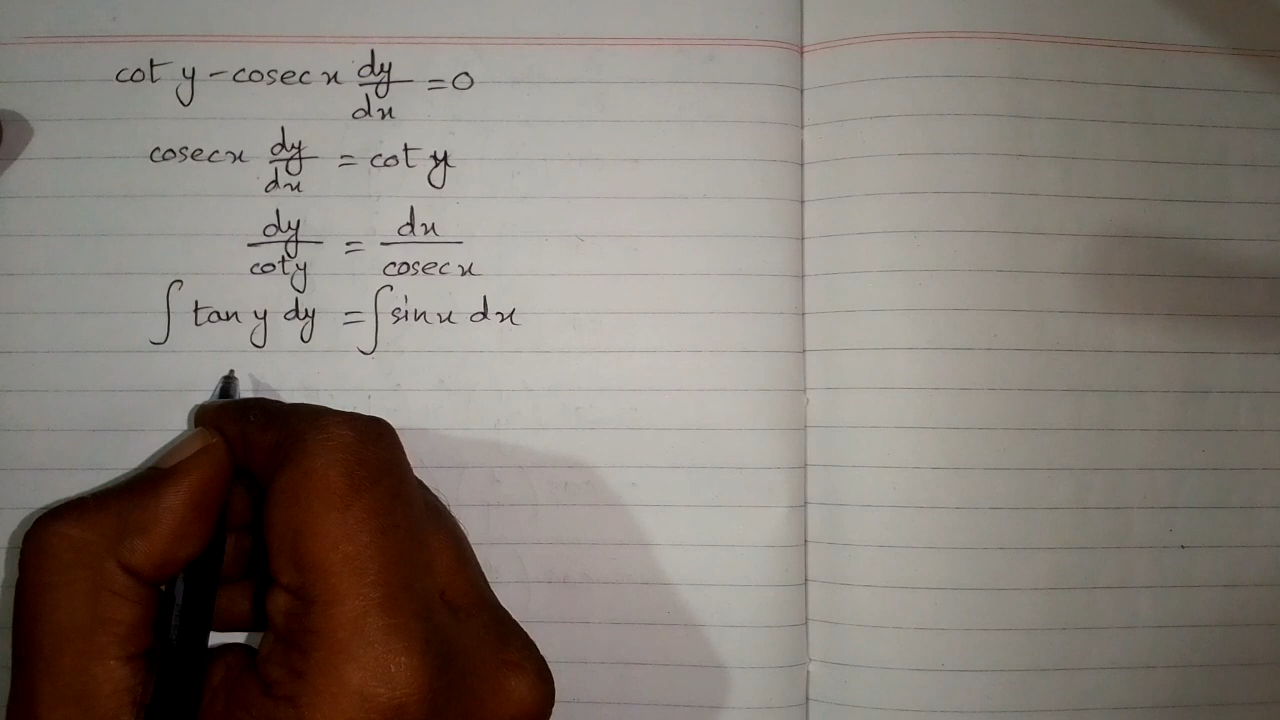 cot y - cosec x dy/dx = 0
cosec x dy/dx = cot y
dy/cot y = dx/cosec x
∫ tan y dy = ∫ sin x dx